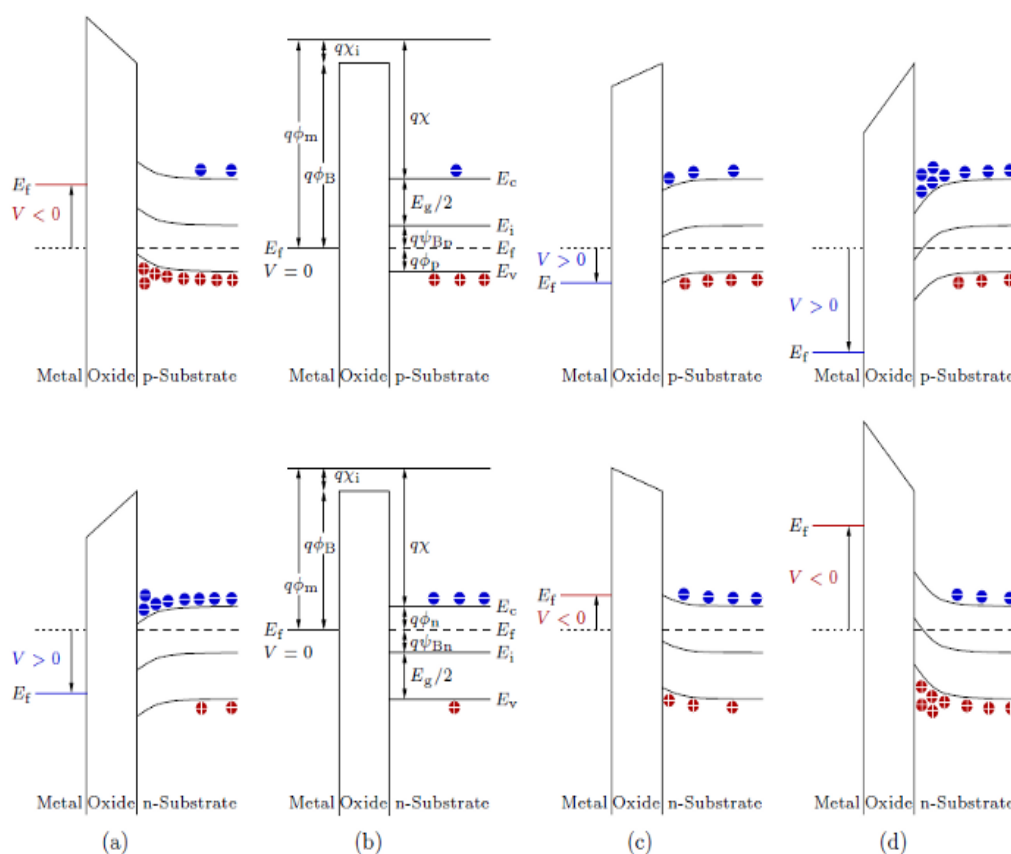 E_f
V < 0
Metal Oxide p-Substrate
qχ_i
qϕ_m
qϕ_B
qχ
E_c
E_g/2
E_i
qψ_Bp
E_f
E_f
qϕ_p
V = 0
E_v
Metal Oxide p-Substrate
V > 0
E_f
Metal Oxide p-Substrate
V > 0
E_f
Metal Oxide p-Substrate
V > 0
E_f
Metal Oxide n-Substrate
qχ_i
qϕ_B
qχ
qϕ_m
E_c
qϕ_n
E_f
E_f
qψ_Bn
V = 0
E_i
E_g/2
E_v
Metal Oxide n-Substrate
E_f
V < 0
Metal Oxide n-Substrate
E_f
V < 0
Metal Oxide n-Substrate
(a)
(b)
(c)
(d)